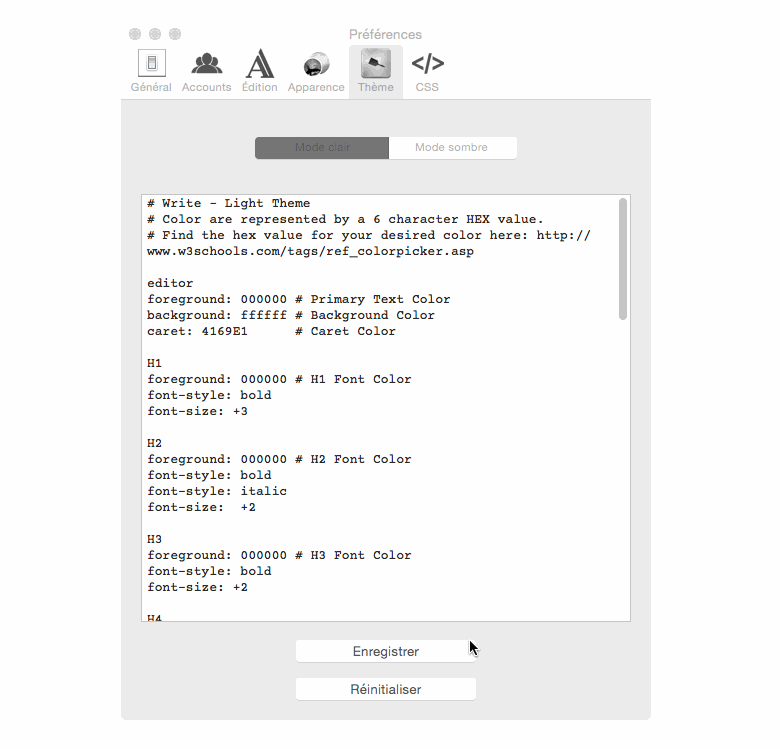 Préférences
Général Accounts Édition Apparence Thème CSS
Mode clair Mode sombre
# Write - Light Theme
# Color are represented by a 6 character HEX value.
# Find the hex value for your desired color here: http://
www.w3schools.com/tags/ref_colorpicker.asp
editor
foreground: 000000 # Primary Text Color
background: ffffff # Background Color
caret: 4169E1      # Caret Color
H1
foreground: 000000 # H1 Font Color
font-style: bold
font-size: +3
H2
foreground: 000000 # H2 Font Color
font-style: bold
font-style: italic
font-size:  +2
H3
foreground: 000000 # H3 Font Color
font-style: bold
font-size: +2
H4
Enregistrer
Réinitialiser